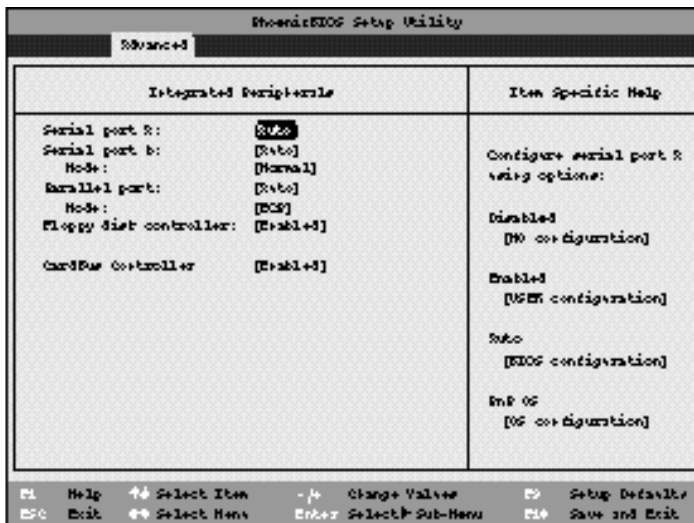 PhoenixBIOS Setup Utility
Advanced
Integrated Peripherals
Item Specific Help
Serial port A: [Auto]
Serial port b: [Auto]
Mode: [Normal]
Parallel port: [Auto]
Mode: [ECP]
Floppy disk controller: [Enabled]
CardBus Controller [Enabled]
Configure serial port A
using options:
Disabled
[NO configuration]
Enabled
[USER configuration]
Auto
[BIOS configuration]
PnP OS
[OS configuration]
F1 Help Select Item -/+ Change Values F9 Setup Defaults
ESC Exit Select Menu Enter Select Sub-Menu F10 Save and Exit